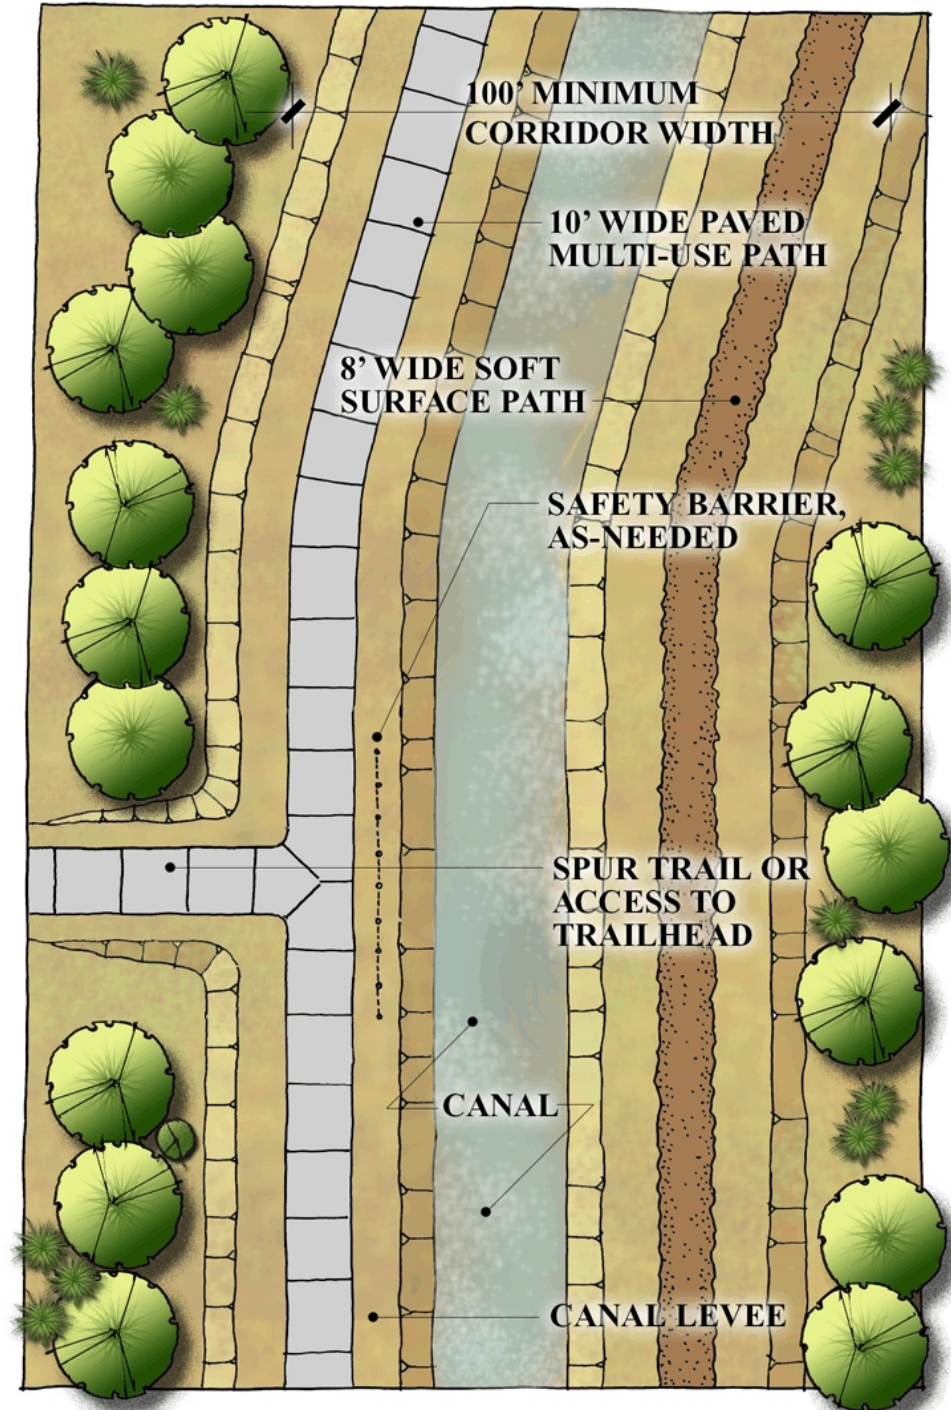 100’ MINIMUM
CORRIDOR WIDTH
10’ WIDE PAVED
MULTI-USE PATH
8’ WIDE SOFT
SURFACE PATH
SAFETY BARRIER,
AS-NEEDED
SPUR TRAIL OR
ACCESS TO
TRAILHEAD
CANAL
CANAL LEVEE